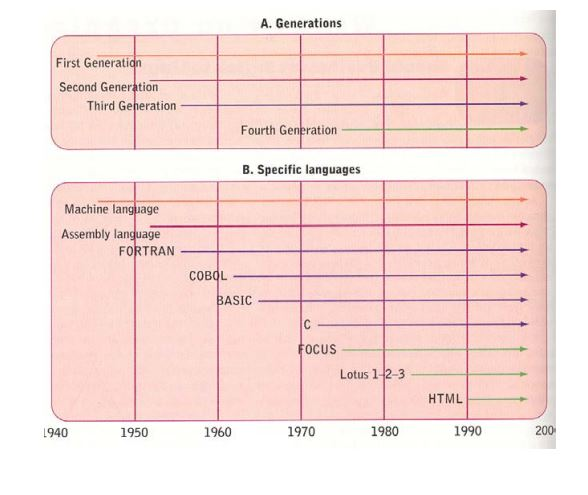 A. Generations
First Generation
Second Generation
Third Generation
Fourth Generation
B. Specific languages
Machine language
Assembly language
FORTRAN
COBOL
BASIC
C
FOCUS
Lotus 1-2-3
HTML
1940 1950 1960 1970 1980 1990 200